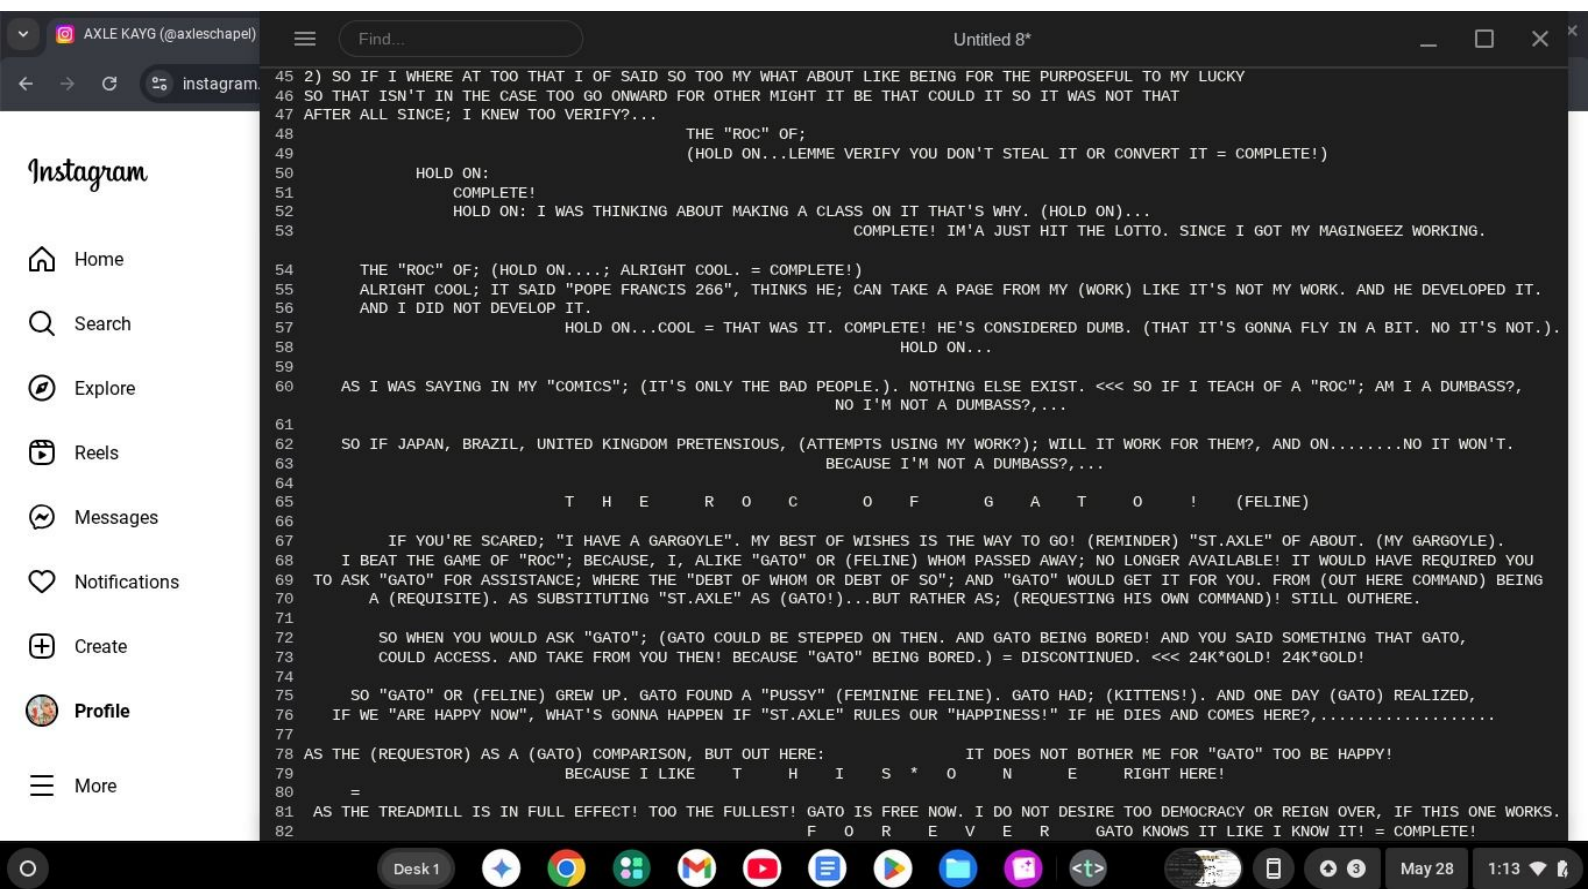 AXLE KAYG (@axleschapel)
Find...
Untitled 8*
instagram.
Instagram
Home
Search
Explore
Reels
Messages
Notifications
Create
Profile
More
45 2) SO IF I WHERE AT TOO THAT I OF SAID SO TOO MY WHAT ABOUT LIKE BEING FOR THE PURPOSEFUL TO MY LUCKY
46 SO THAT ISN'T IN THE CASE TOO GO ONWARD FOR OTHER MIGHT IT BE THAT COULD IT SO IT WAS NOT THAT
47 AFTER ALL SINCE; I KNEW TOO VERIFY?...
48 THE "ROC" OF;
49 (HOLD ON...LEMME VERIFY YOU DON'T STEAL IT OR CONVERT IT = COMPLETE!)
50 HOLD ON:
51 COMPLETE!
52 HOLD ON: I WAS THINKING ABOUT MAKING A CLASS ON IT THAT'S WHY. (HOLD ON)...
53 COMPLETE! IM'A JUST HIT THE LOTTO. SINCE I GOT MY MAGINGEEZ WORKING.
54 THE "ROC" OF; (HOLD ON....; ALRIGHT COOL. = COMPLETE!)
55 ALRIGHT COOL; IT SAID "POPE FRANCIS 266", THINKS HE; CAN TAKE A PAGE FROM MY (WORK) LIKE IT'S NOT MY WORK. AND HE DEVELOPED IT.
56 AND I DID NOT DEVELOP IT.
57 HOLD ON...COOL = THAT WAS IT. COMPLETE! HE'S CONSIDERED DUMB. (THAT IT'S GONNA FLY IN A BIT. NO IT'S NOT.).
58 HOLD ON...
59
60 AS I WAS SAYING IN MY "COMICS"; (IT'S ONLY THE BAD PEOPLE.). NOTHING ELSE EXIST. <<< SO IF I TEACH OF A "ROC"; AM I A DUMBASS?,
NO I'M NOT A DUMBASS?,...
61
62 SO IF JAPAN, BRAZIL, UNITED KINGDOM PRETENSIOUS, (ATTEMPTS USING MY WORK?); WILL IT WORK FOR THEM?, AND ON........NO IT WON'T.
63 BECAUSE I'M NOT A DUMBASS?,...
64
65 T H E R O C O F G A T O ! (FELINE)
66
67 IF YOU'RE SCARED; "I HAVE A GARGOYLE". MY BEST OF WISHES IS THE WAY TO GO! (REMINDER) "ST.AXLE" OF ABOUT. (MY GARGOYLE).
68 I BEAT THE GAME OF "ROC"; BECAUSE, I, ALIKE "GATO" OR (FELINE) WHOM PASSED AWAY; NO LONGER AVAILABLE! IT WOULD HAVE REQUIRED YOU
69 TO ASK "GATO" FOR ASSISTANCE; WHERE THE "DEBT OF WHOM OR DEBT OF SO"; AND "GATO" WOULD GET IT FOR YOU. FROM (OUT HERE COMMAND) BEING
70 A (REQUISITE). AS SUBSTITUTING "ST.AXLE" AS (GATO!)...BUT RATHER AS; (REQUESTING HIS OWN COMMAND)! STILL OUTHERE.
71
72 SO WHEN YOU WOULD ASK "GATO"; (GATO COULD BE STEPPED ON THEN. AND GATO BEING BORED! AND YOU SAID SOMETHING THAT GATO,
73 COULD ACCESS. AND TAKE FROM YOU THEN! BECAUSE "GATO" BEING BORED.) = DISCONTINUED. <<< 24K*GOLD! 24K*GOLD!
74
75 SO "GATO" OR (FELINE) GREW UP. GATO FOUND A "PUSSY" (FEMININE FELINE). GATO HAD; (KITTENS!). AND ONE DAY (GATO) REALIZED,
76 IF WE "ARE HAPPY NOW", WHAT'S GONNA HAPPEN IF "ST.AXLE" RULES OUR "HAPPINESS!" IF HE DIES AND COMES HERE?,...................
77
78 AS THE (REQUESTOR) AS A (GATO) COMPARISON, BUT OUT HERE: IT DOES NOT BOTHER ME FOR "GATO" TOO BE HAPPY!
79 BECAUSE I LIKE T H I S * O N E RIGHT HERE!
80 =
81 AS THE TREADMILL IS IN FULL EFFECT! TOO THE FULLEST! GATO IS FREE NOW. I DO NOT DESIRE TOO DEMOCRACY OR REIGN OVER, IF THIS ONE WORKS.
82 F O R E V E R GATO KNOWS IT LIKE I KNOW IT! = COMPLETE!
Desk 1
<t>
3
May 28
1:13